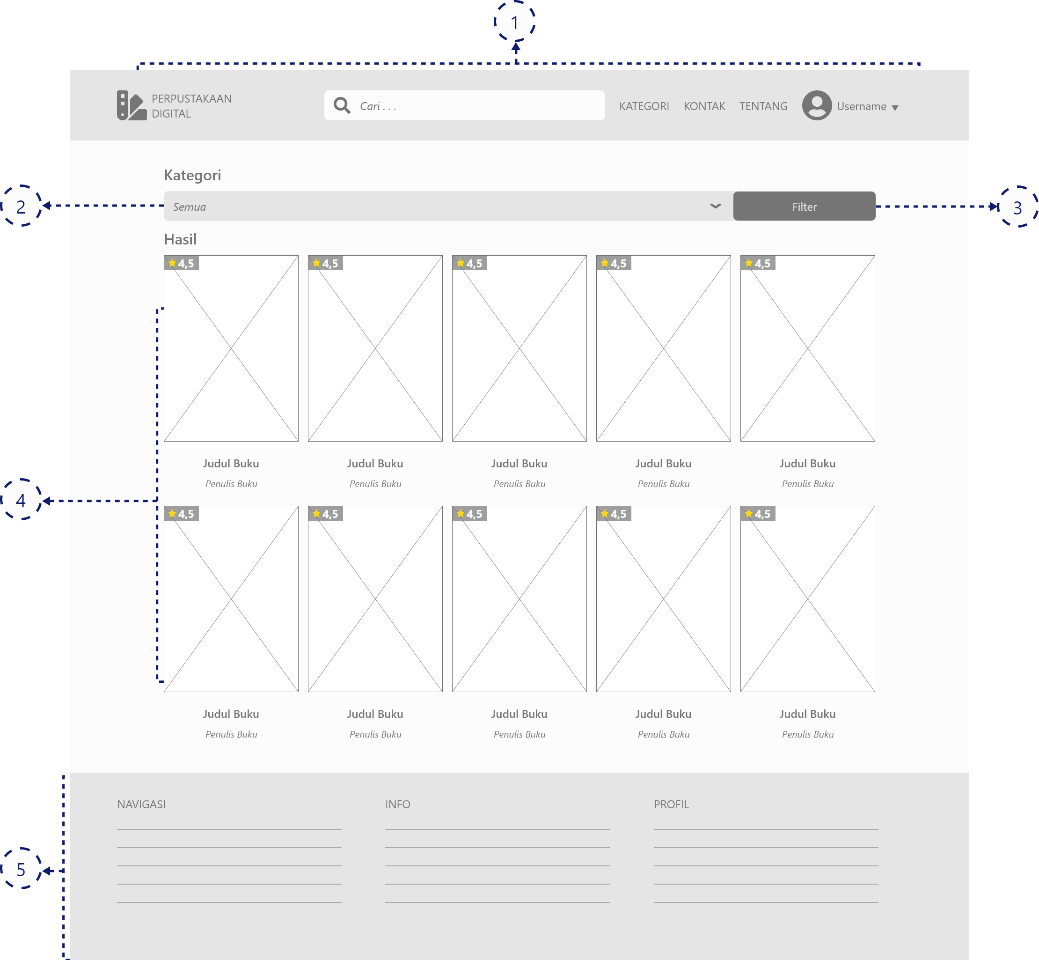 1
PERPUSTAKAAN
DIGITAL
Cari . . .
KATEGORI KONTAK TENTANG Username
Kategori
2
Semua
Filter
3
Hasil
4,5 4,5 4,5 4,5 4,5
Judul Buku Judul Buku Judul Buku Judul Buku Judul Buku
Penulis Buku Penulis Buku Penulis Buku Penulis Buku Penulis Buku
4
4,5 4,5 4,5 4,5 4,5
Judul Buku Judul Buku Judul Buku Judul Buku Judul Buku
Penulis Buku Penulis Buku Penulis Buku Penulis Buku Penulis Buku
NAVIGASI INFO PROFIL
5